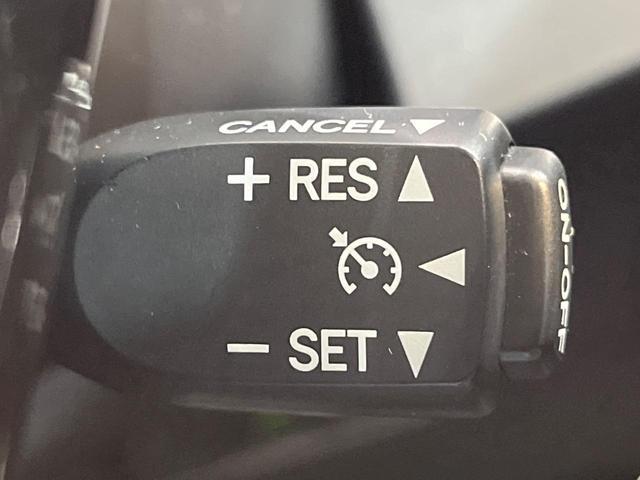 CANCEL
+ RES
- SET
ON-OFF